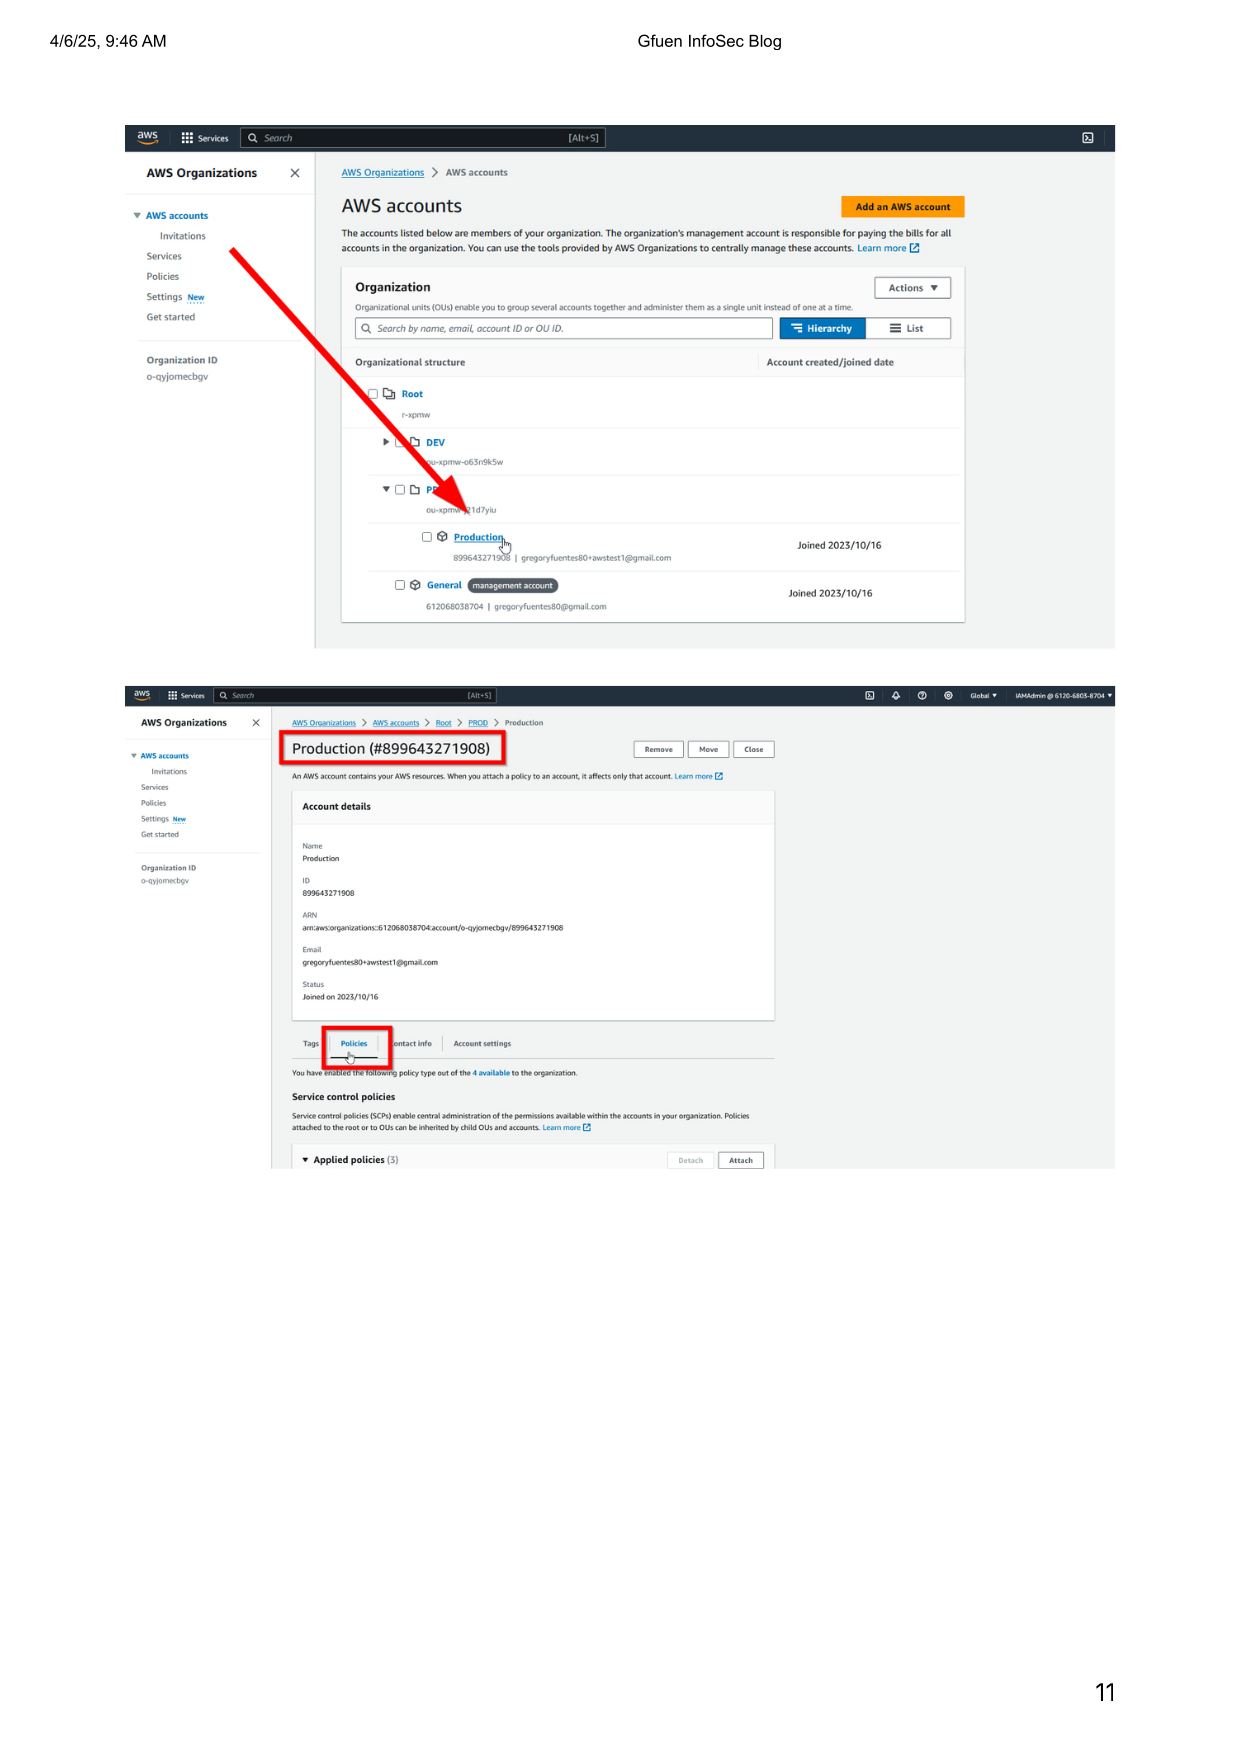 4/6/25, 9:46 AM
Gfuen InfoSec Blog
aws
Services
Search
[Alt+S]
AWS Organizations
AWS accounts
Invitations
Services
Policies
Settings New
Get started
Organization ID
o-qyjomecbgv
AWS Organizations > AWS accounts
AWS accounts
Add an AWS account
The accounts listed below are members of your organization. The organization's management account is responsible for paying the bills for all
accounts in the organization. You can use the tools provided by AWS Organizations to centrally manage these accounts. Learn more
Organization
Actions
Organizational units (OUs) enable you to group several accounts together and administer them as a single unit instead of one at a time.
Search by name, email, account ID or OU ID.
Hierarchy
List
Organizational structure
Account created/joined date
Root
r-xpmw
DEV
ou-xpmw-o63n9k5w
ou-xpmw
21d7yiu
Production
Joined 2023/10/16
899643271908 | gregoryfuentes80+awstest1@gmail.com
General management account
Joined 2023/10/16
612068038704 | gregoryfuentes80@gmail.com
aws
Services
Search
[Alt+S]
Global
IAMAdmin @ 6120-6803-8704
AWS Organizations
AWS accounts
Invitations
Services
Policies
Settings New
Get started
Organization ID
o-qyjomecbgv
AWS Organizations > AWS accounts > Root > PROD > Production
Production (#899643271908)
Remove
Move
Close
An AWS account contains your AWS resources. When you attach a policy to an account, it affects only that account. Learn more
Account details
Name
Production
ID
899643271908
ARN
arn:aws:organizations::612068038704:account/o-qyjomecbgv/899643271908
Email
gregoryfuentes80+awstest1@gmail.com
Status
Joined on 2023/10/16
Tags
Policies
ontact info
Account settings
You have enabled the following policy type out of the 4 available to the organization.
Service control policies
Service control policies (SCPs) enable central administration of the permissions available within the accounts in your organization. Policies
attached to the root or to OUs can be inherited by child OUs and accounts. Learn more
Applied policies (3)
Detach
Attach
11